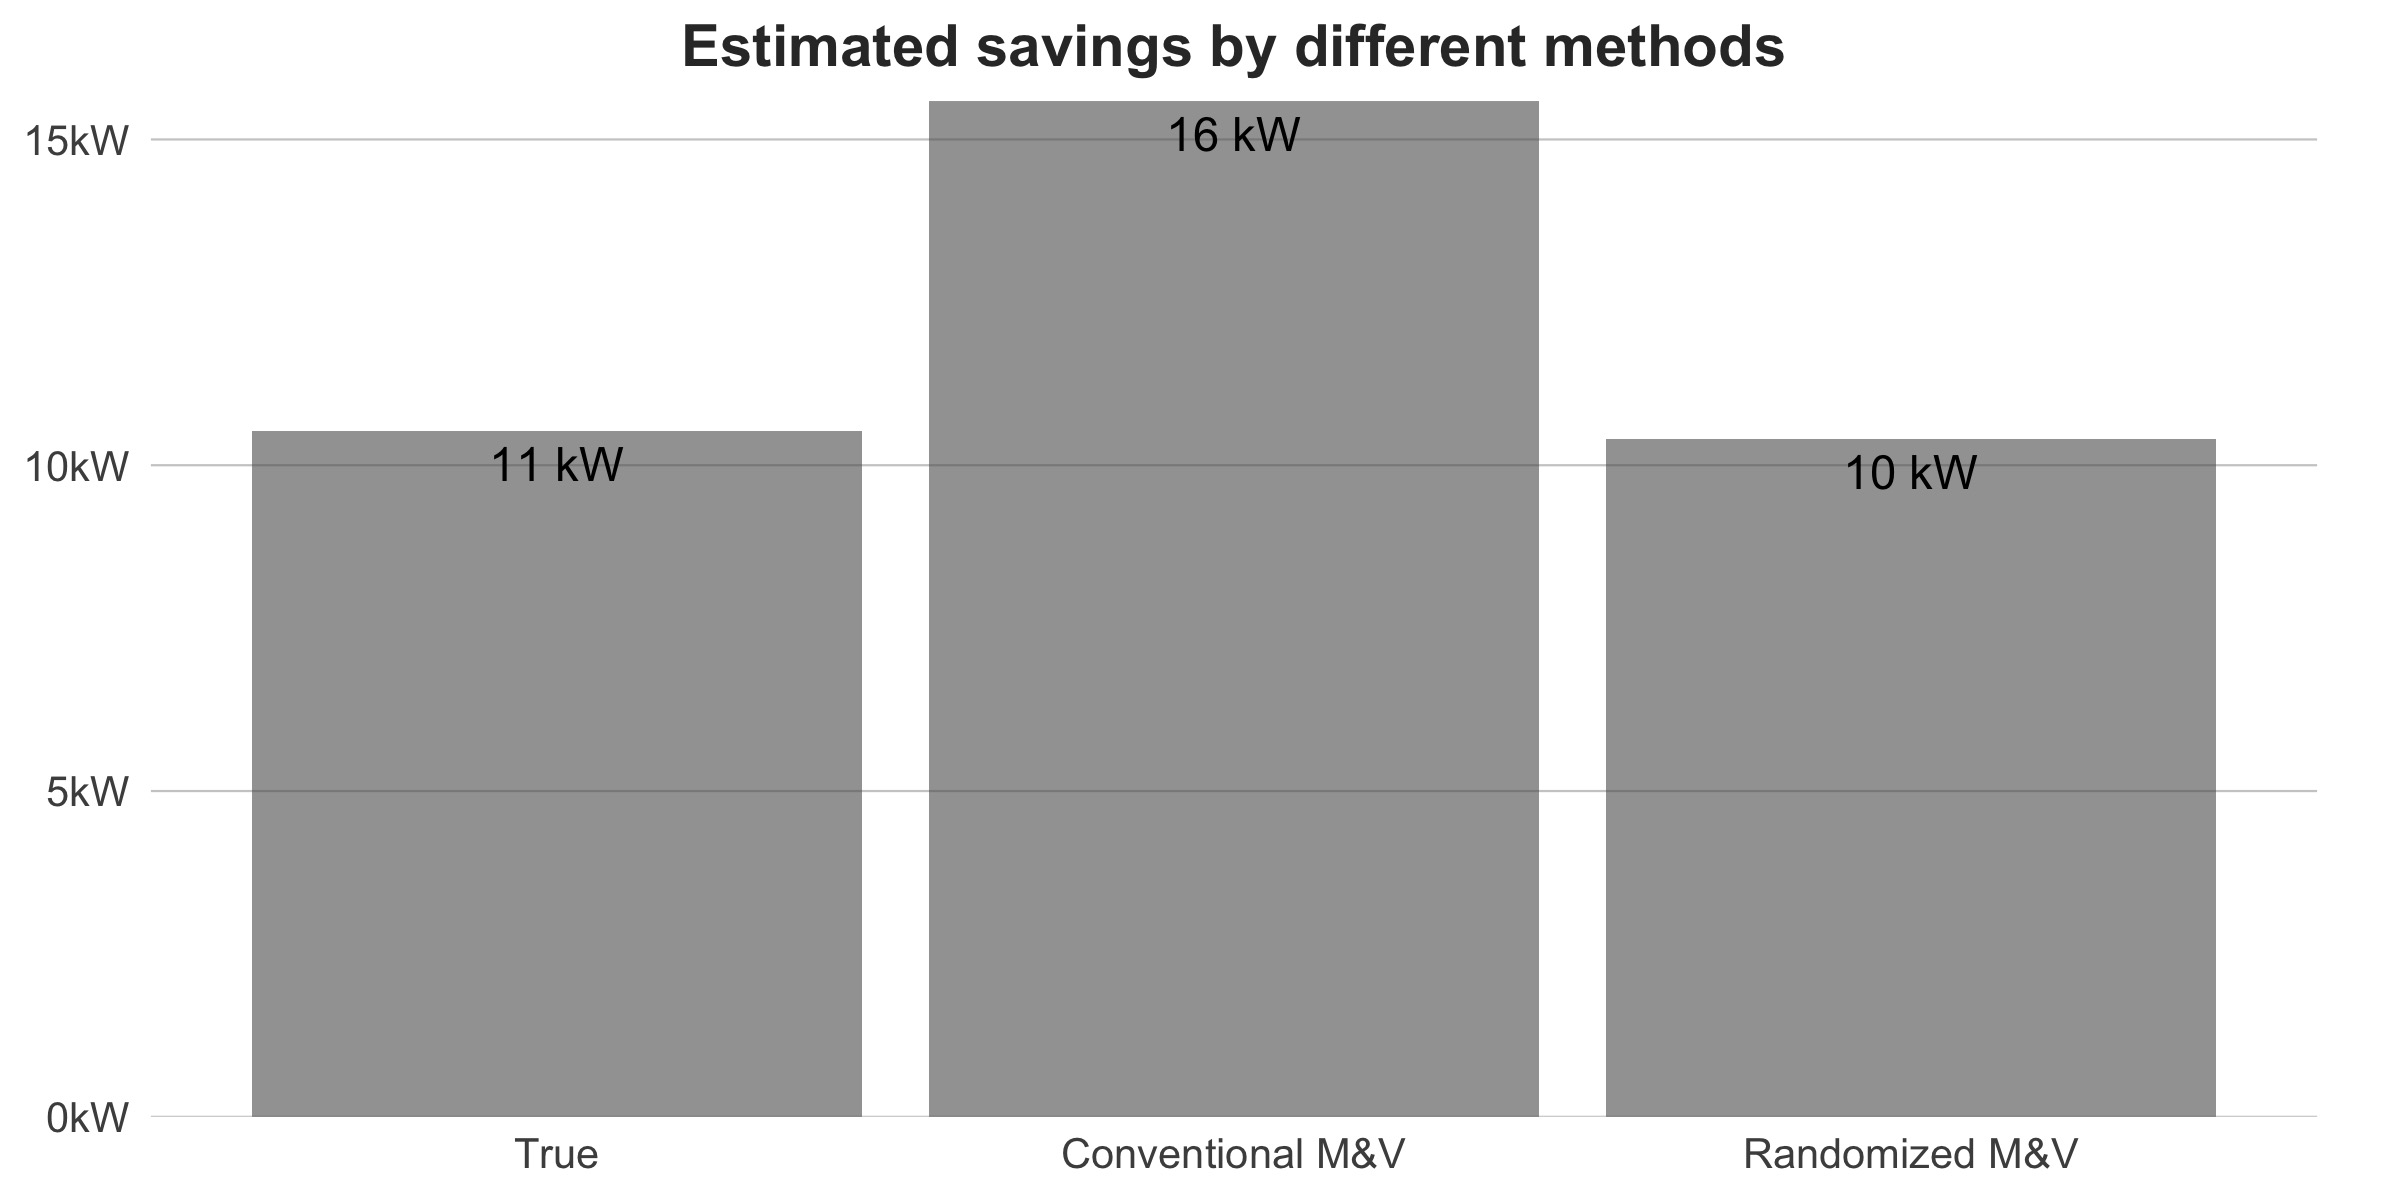 Estimated savings by different methods
15kW
16 kW
11 kW
10kW
10 kW
5kW
0kW
True
Conventional M&V
Randomized M&V